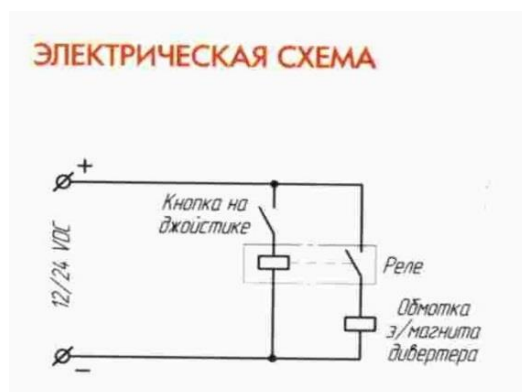 ЭЛЕКТРИЧЕСКАЯ СХЕМА
+
Кнопка на
джойстике
12/24 VDC
Реле
Обмотка
э/магнита
дивертера
−